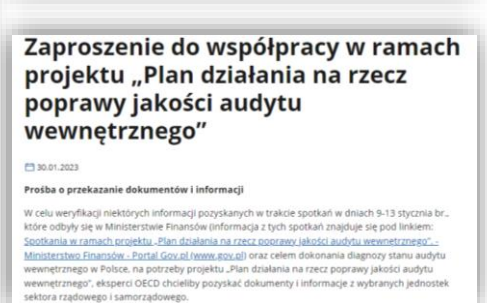 Zaproszenie do współpracy w ramach
projektu „Plan działania na rzecz
poprawy jakości audytu
wewnętrznego”
30.01.2023
Prośba o przekazanie dokumentów i informacji
W celu weryfikacji niektórych informacji pozyskanych w trakcie spotkań w dniach 9-13 stycznia br.,
które odbyły się w Ministerstwie Finansów (informacja z tych spotkań znajduje się pod linkiem:
Spotkania w ramach projektu „Plan działania na rzecz poprawy jakości audytu wewnętrznego”. -
Ministerstwo Finansów - Portal Gov.pl (www.gov.pl) oraz celem dokonania diagnozy stanu audytu
wewnętrznego w Polsce, na potrzeby projektu „Plan działania na rzecz poprawy jakości audytu
wewnętrznego”, eksperci OECD chcieliby pozyskać dokumenty i informacje z wybranych jednostek
sektora rządowego i samorządowego.